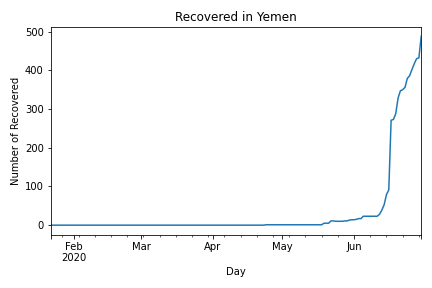 Recovered in Yemen
Number of Recovered
500
400
300
200
100
0
Feb
2020
Mar
Apr
May
Jun
Day